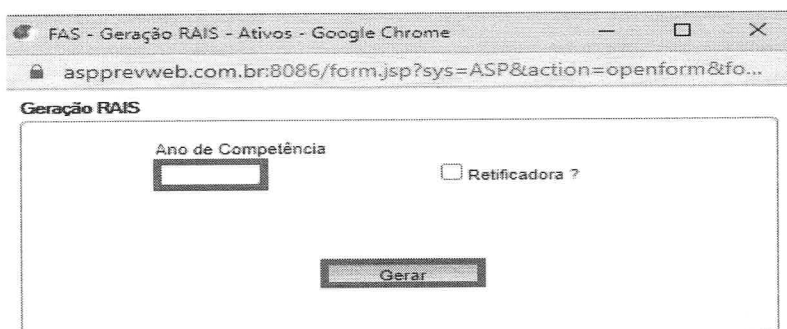 FAS - Geração RAIS - Ativos - Google Chrome
aspprevweb.com.br:8086/form.jsp?sys=ASP&action=openform&fo...
Geração RAIS
Ano de Competência
Retificadora ?
Gerar